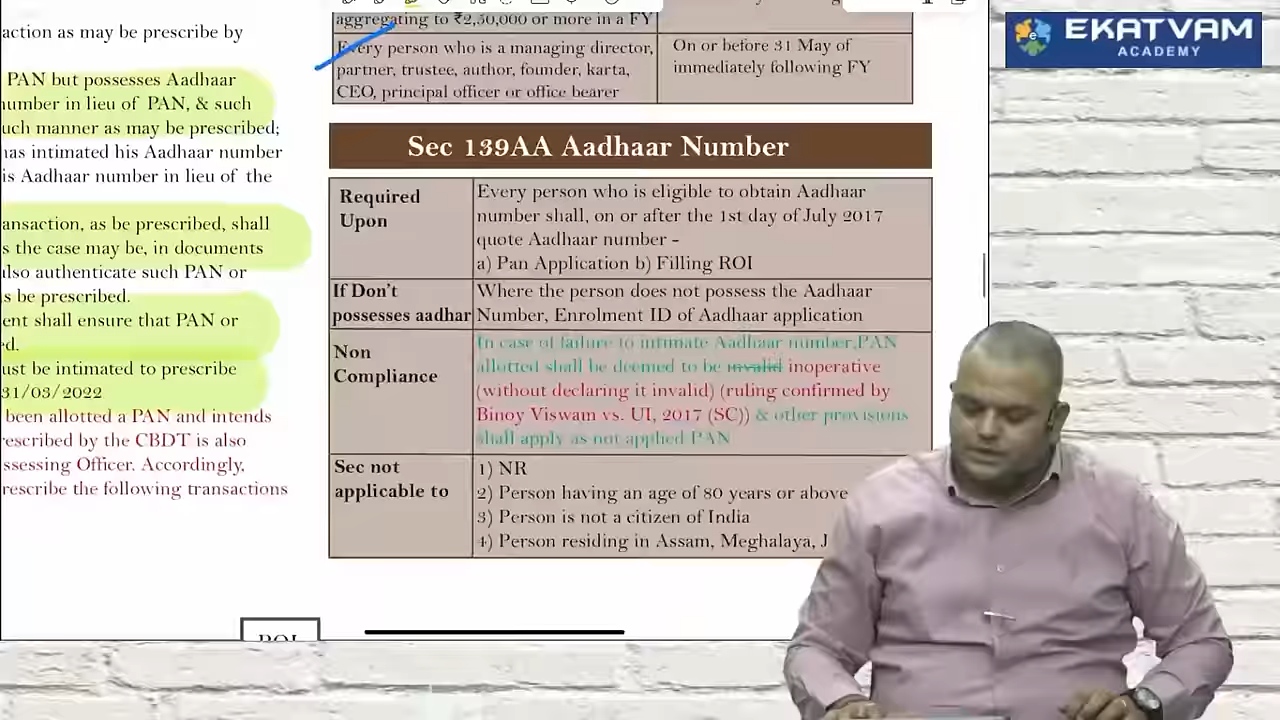 action as may be prescribe by
PAN but possesses Aadhaar
number in lieu of PAN, & such
uch manner as may be prescribed;
has intimated his Aadhaar number
is Aadhaar number in lieu of the
ansaction, as be prescribed, shall
s the case may be, in documents
also authenticate such PAN or
s be prescribed.
ent shall ensure that PAN or
ed.
ust be intimated to prescribe
31/03/2022
been allotted a PAN and intends
rescribed by the CBDT is also
ssessing Officer. Accordingly,
rescribe the following transactions
aggregating to ₹2,50,000 or more in a FY
Every person who is a managing director,
partner, trustee, author, founder, karta,
CEO, principal officer or office bearer
On or before 31 May of
immediately following FY
Sec 139AA Aadhaar Number
Required
Upon
Every person who is eligible to obtain Aadhaar
number shall, on or after the 1st day of July 2017
quote Aadhaar number -
a) Pan Application b) Filling ROI
If Don't
possesses aadhar
Where the person does not possess the Aadhaar
Number, Enrolment ID of Aadhaar application
Non
Compliance
In case of failure to intimate Aadhaar number,PAN
allotted shall be deemed to be invalid inoperative
(without declaring it invalid) (ruling confirmed by
Binoy Viswam vs. UI, 2017 (SC)) & other provisions
shall apply as not applied PAN
Sec not
applicable to
1) NR
2) Person having an age of 80 years or above
3) Person is not a citizen of India
4) Person residing in Assam, Meghalaya, J
ROI
EKATVAM
ACADEMY